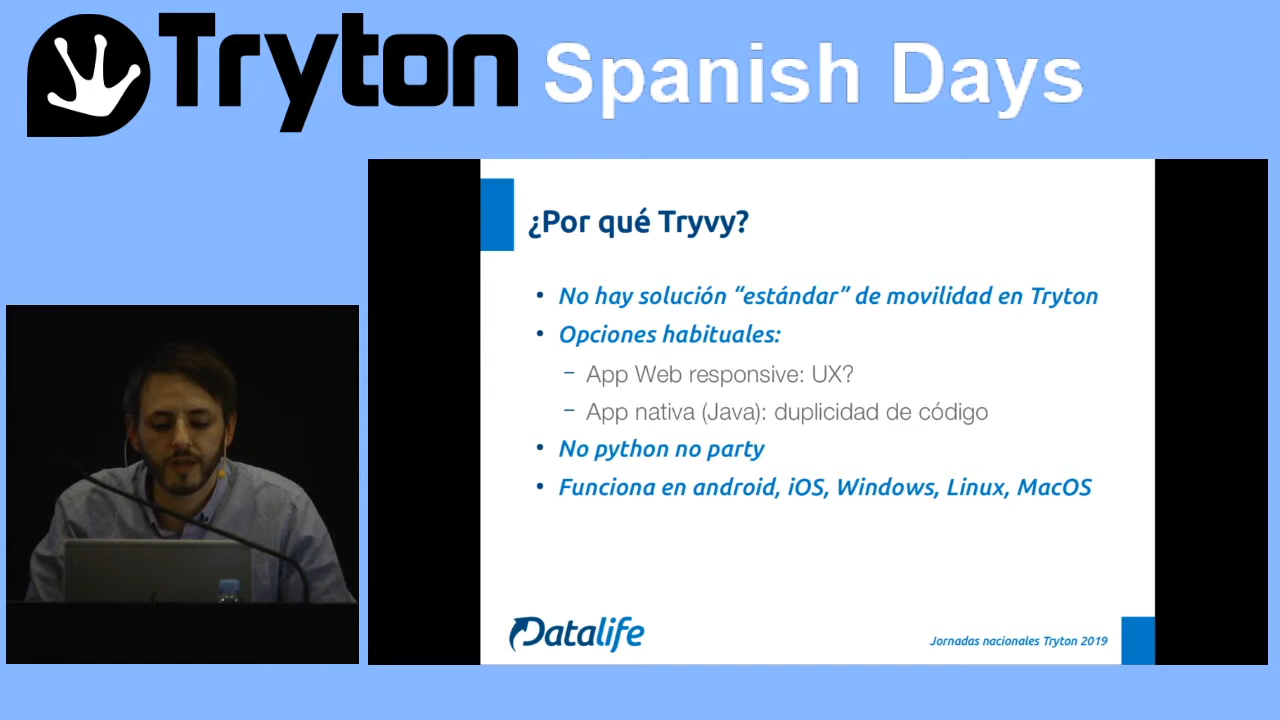 Tryton Spanish Days
¿Por qué Tryvy?
• No hay solución “estándar” de movilidad en Tryton
• Opciones habituales:
– App Web responsive: UX?
– App nativa (Java): duplicidad de código
• No python no party
• Funciona en android, iOS, Windows, Linux, MacOS
Datalife
Jornadas nacionales Tryton 2019